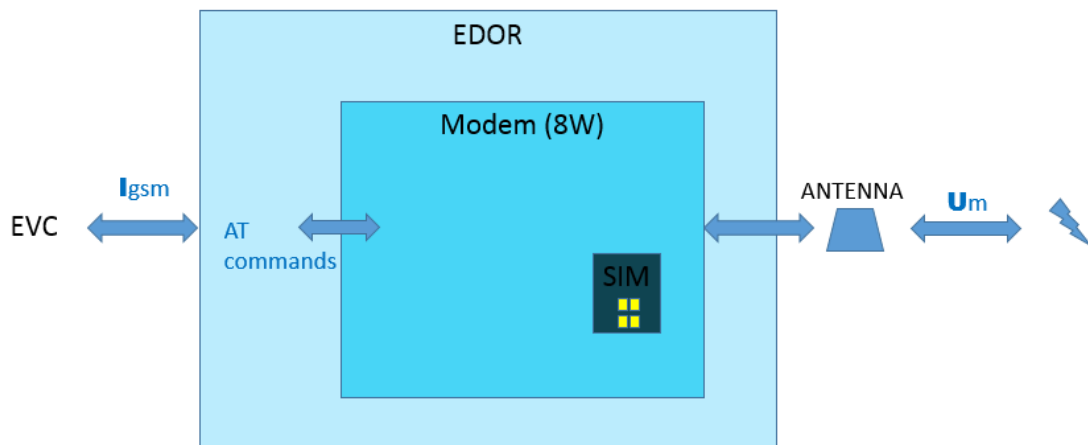 EDOR
Modem (8W)
Igsm
EVC
AT
commands
SIM
ANTENNA
Um